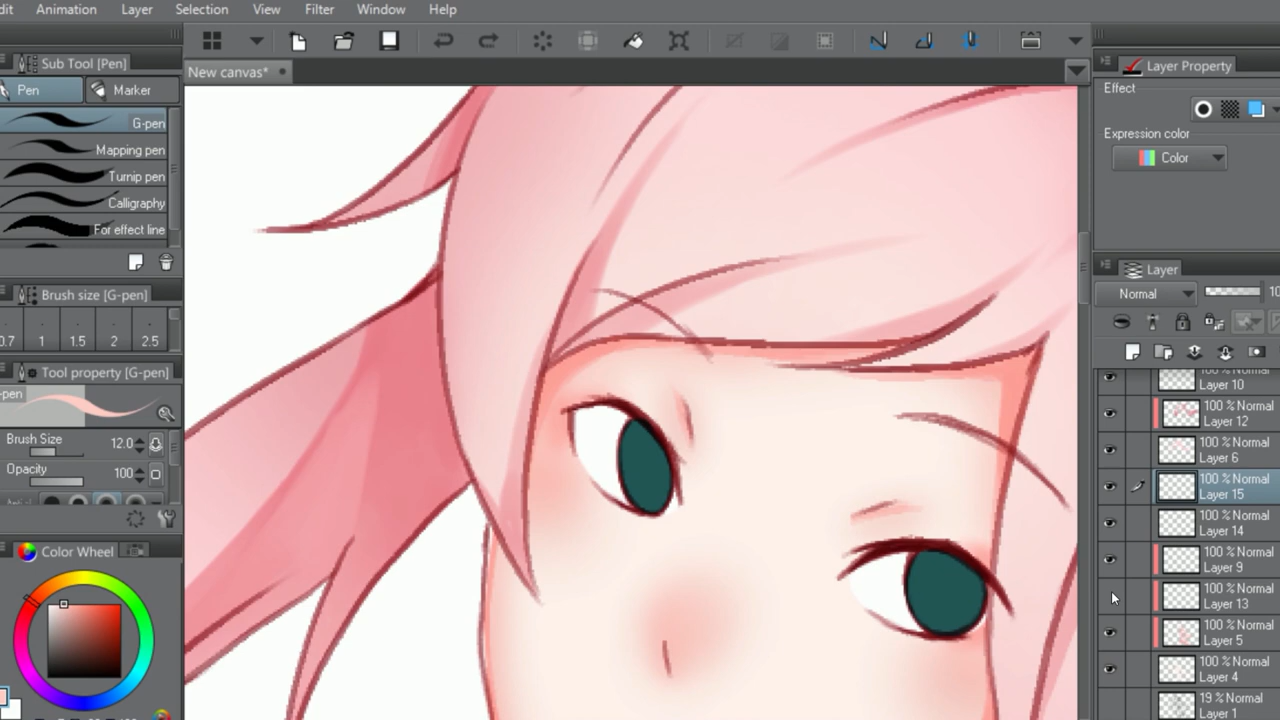 dit Animation Layer Selection View Filter Window Help
Sub Tool [Pen]
Pen Marker
G-pen
Mapping pen
Turnip pen
Calligraphy
For effect line
Brush size [G-pen]
0.7 1 1.5 2 2.5
Tool property [G-pen]
-pen
Brush Size 12.0
Opacity 100
Color Wheel
New canvas*
Layer Property
Effect
Expression color
Color
Layer
Normal 10
100 % Normal
Layer 10
100 % Normal
Layer 12
100 % Normal
Layer 6
100 % Normal
Layer 15
100 % Normal
Layer 14
100 % Normal
Layer 9
100 % Normal
Layer 13
100 % Normal
Layer 5
100 % Normal
Layer 4
19 % Normal
Layer 1